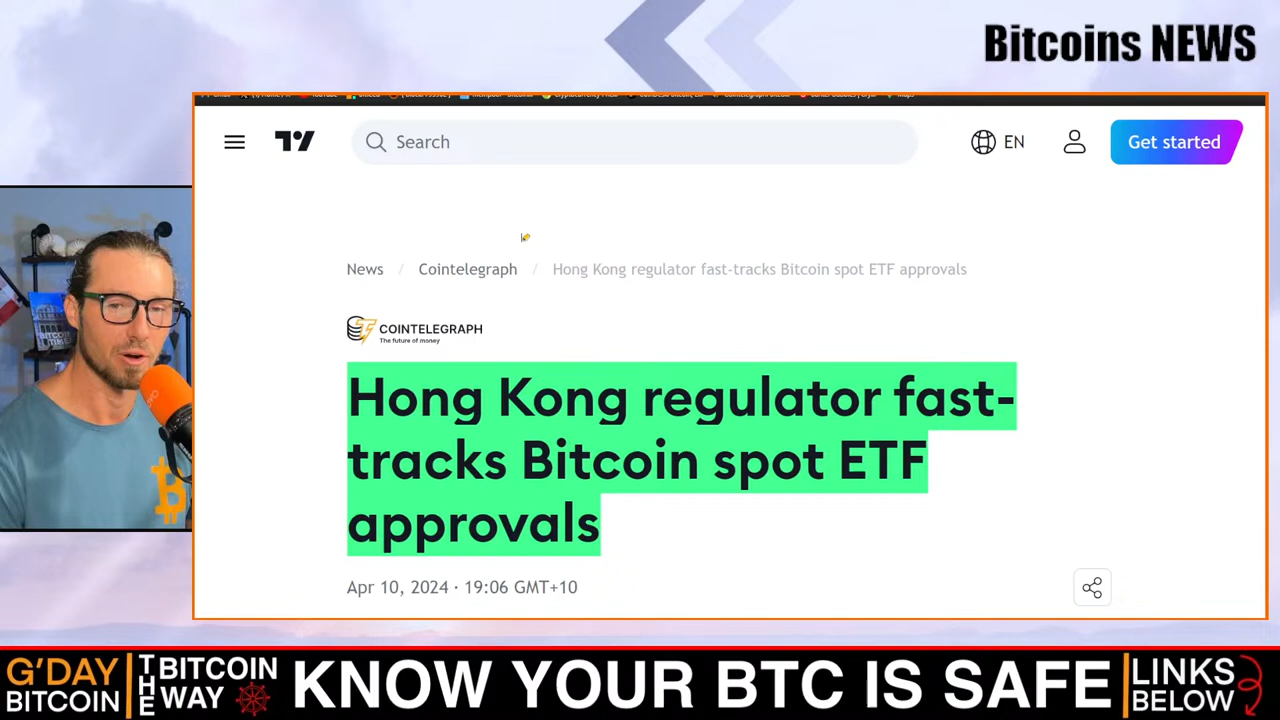 Bitcoins NEWS
Search
EN
Get started
News / Cointelegraph / Hong Kong regulator fast-tracks Bitcoin spot ETF approvals
COINTELEGRAPH
The future of money
Hong Kong regulator fast-
tracks Bitcoin spot ETF
approvals
Apr 10, 2024 · 19:06 GMT+10
G'DAY
BITCOIN
THE
BITCOIN
WAY
KNOW YOUR BTC IS SAFE
LINKS
BELOW